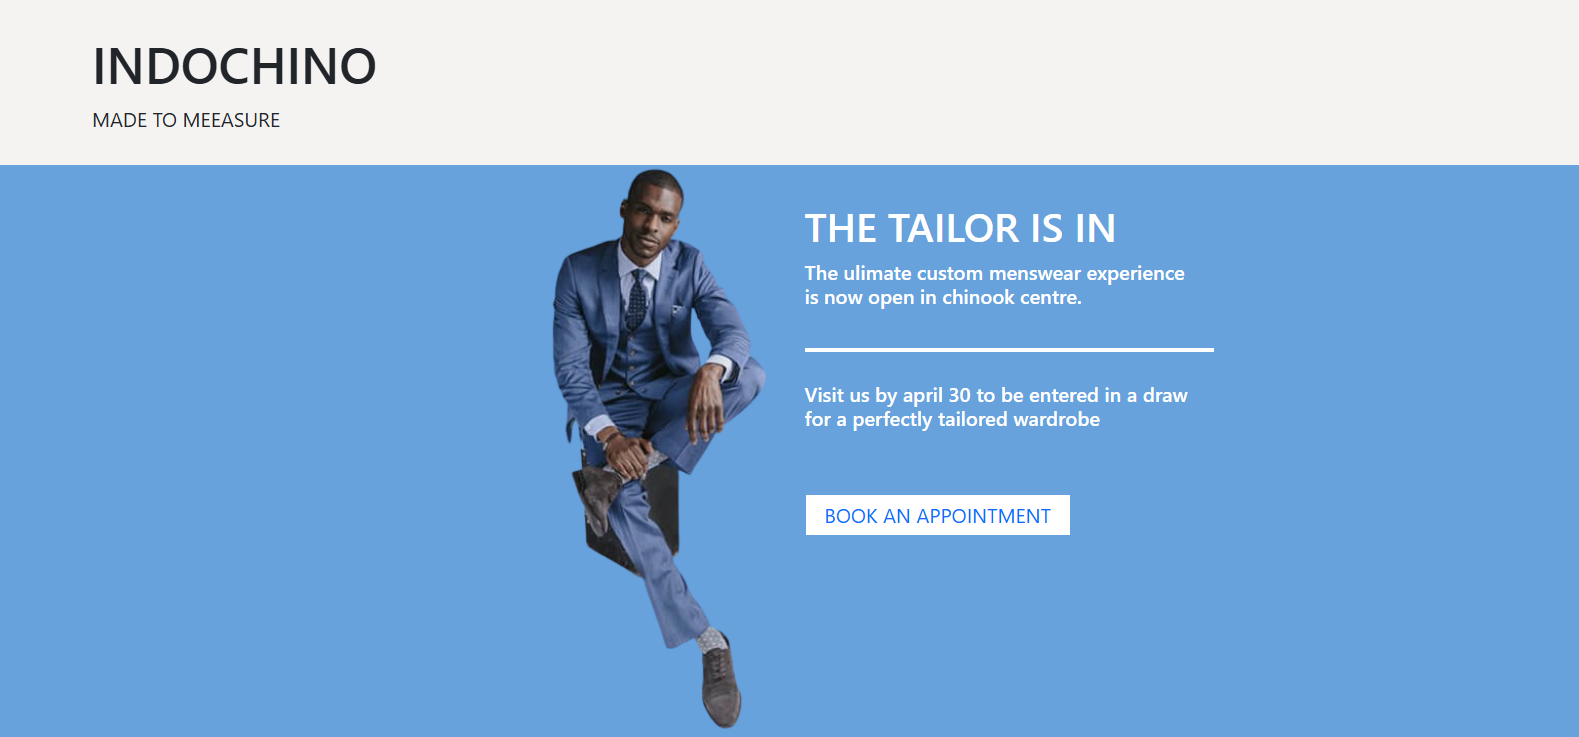 INDOCHINO
MADE TO MEEASURE
THE TAILOR IS IN
The ulimate custom menswear experience
is now open in chinook centre.
Visit us by april 30 to be entered in a draw
for a perfectly tailored wardrobe
BOOK AN APPOINTMENT